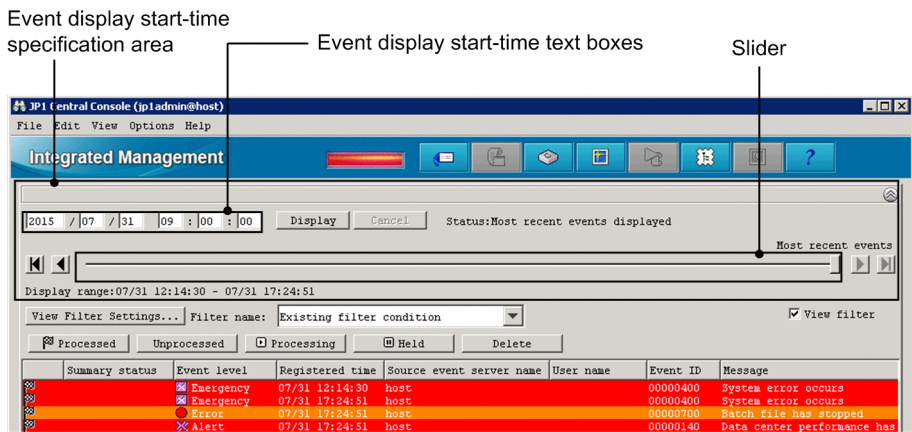 Event display start-time
specification area
Event display start-time text boxes
Slider
JP1 Central Console (jp1admin@host)
File Edit View Options Help
Integrated Management
2015 / 07 / 31 09 : 00 : 00 Display Cancel Status:Most recent events displayed
Most recent events
Display range:07/31 12:14:30 - 07/31 17:24:51
View Filter Settings... Filter name: Existing filter condition View filter
Processed Unprocessed Processing Held Delete
Summary status Event level Registered time Source event server name User name Event ID Message
Emergency 07/31 12:14:30 host 00000400 System error occurs
Emergency 07/31 17:24:51 host 00000400 System error occurs
Error 07/31 17:24:51 host 00000700 Batch file has stopped
Alert 07/31 17:24:51 host 00000140 Data center performance has